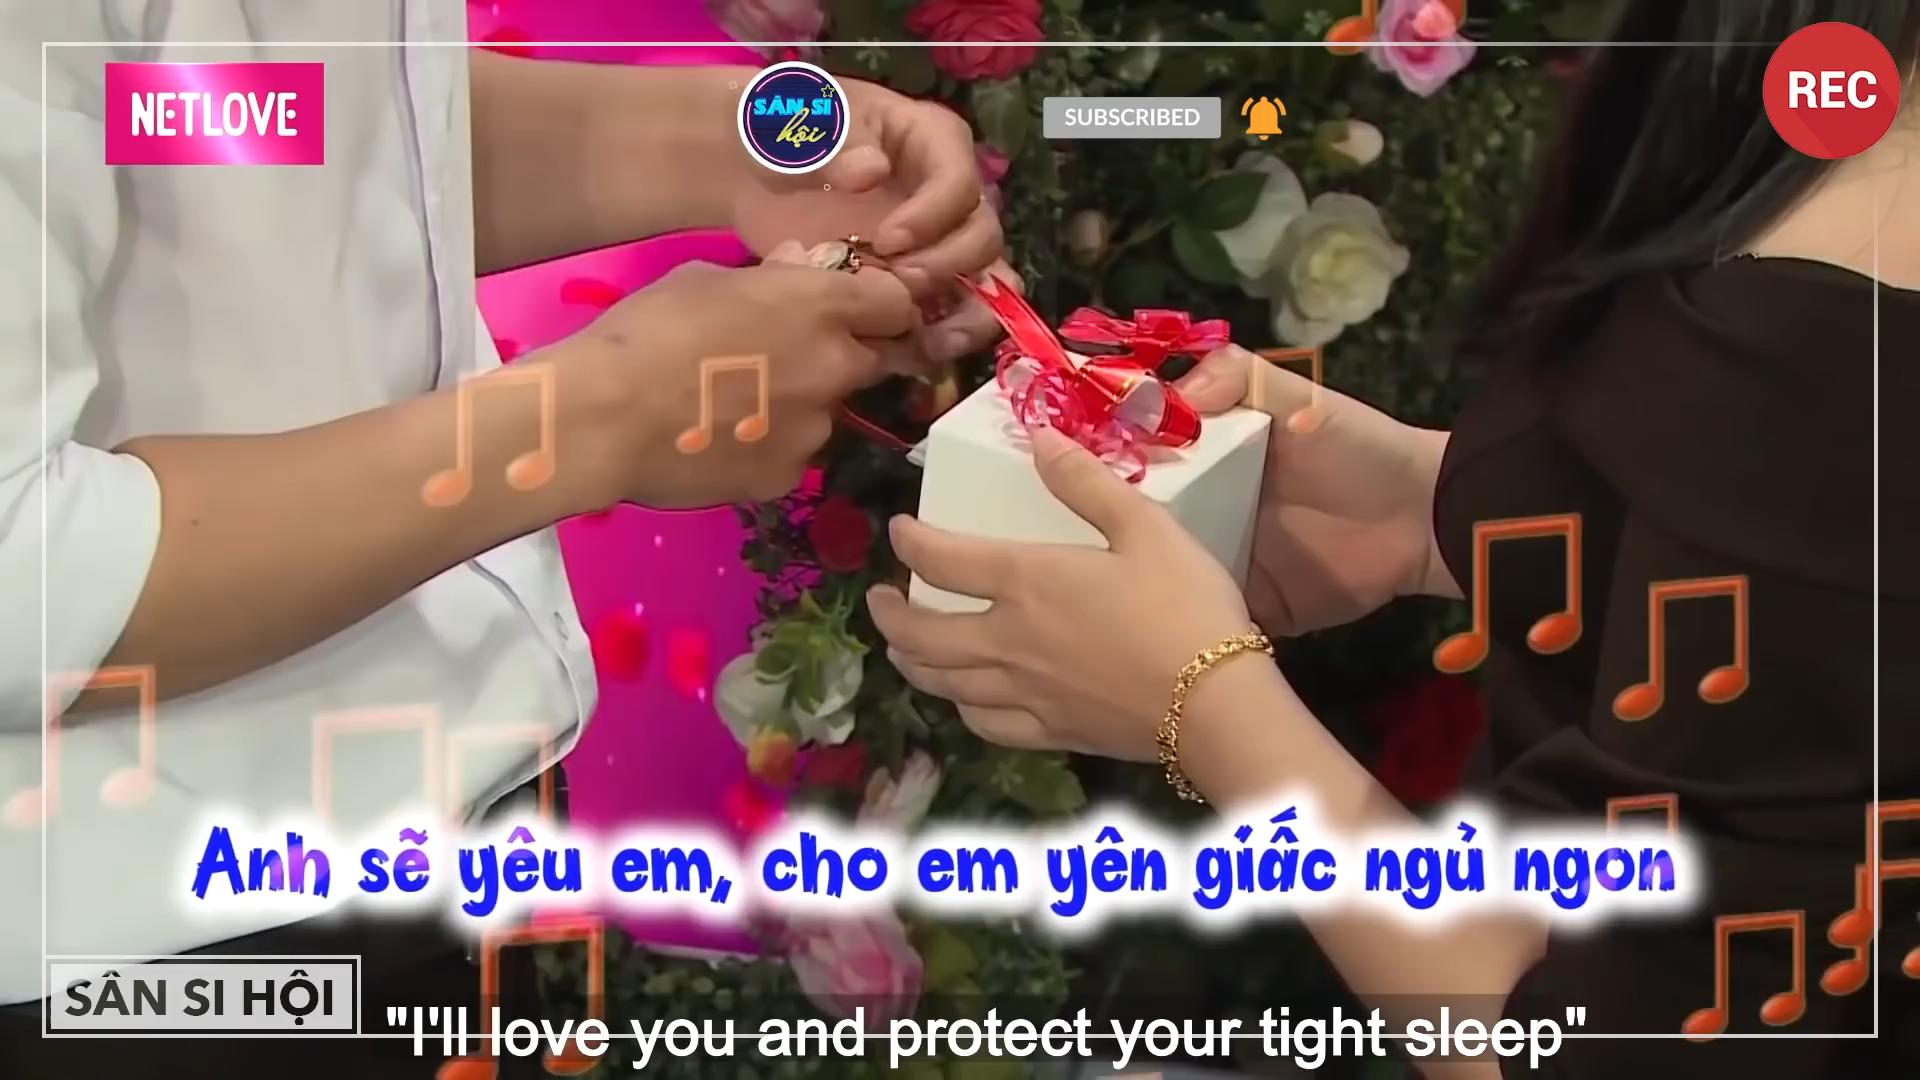 NETLOVE
SÂN SI
hội
SUBSCRIBED
REC
Anh sẽ yêu em, cho em yên giấc ngủ ngon
SÂN SI HỘI
"I'll love you and protect your tight sleep"